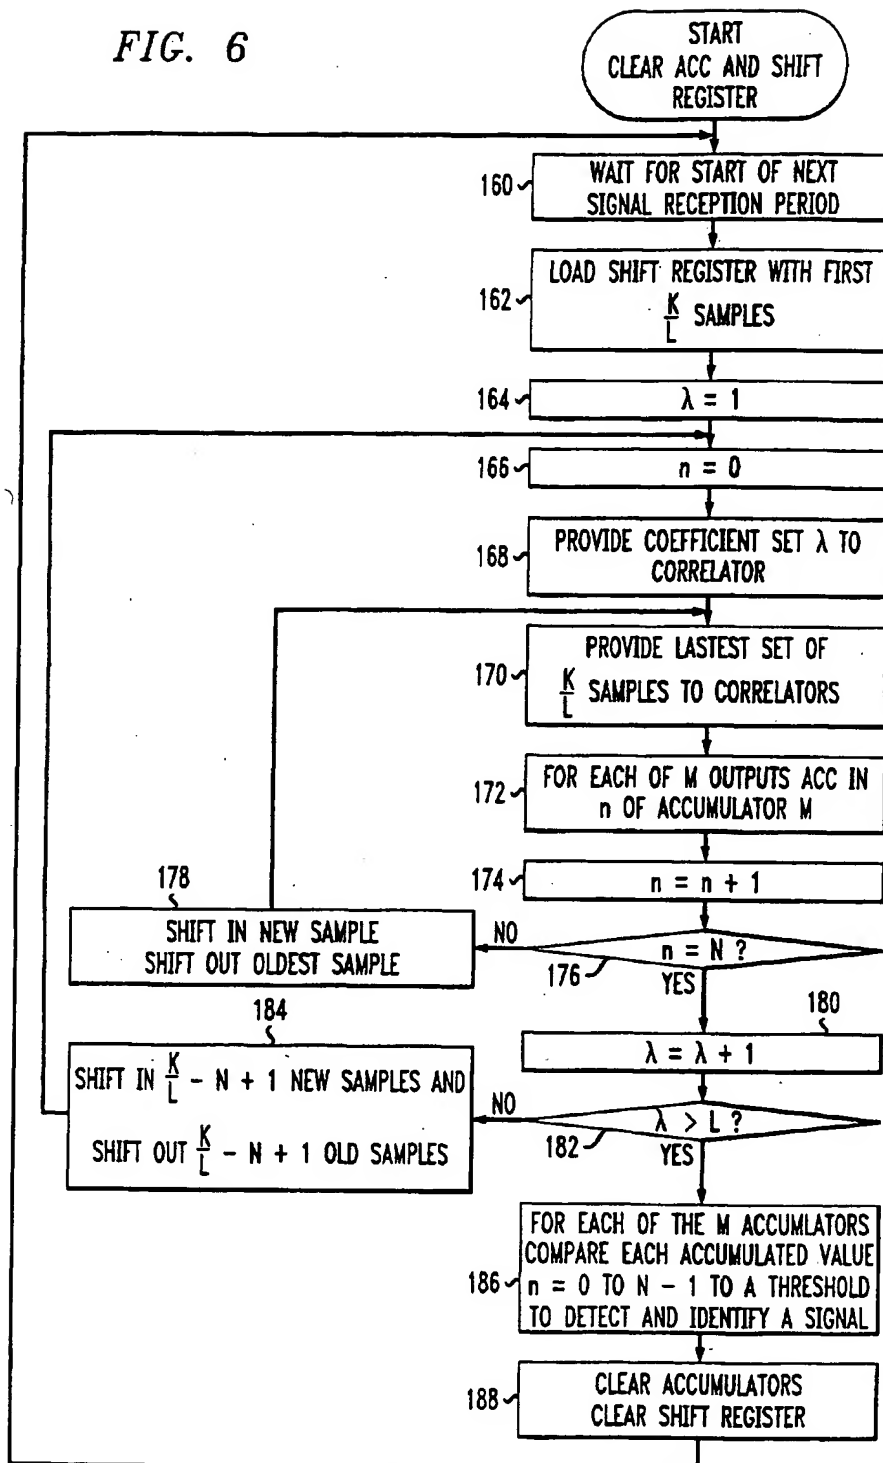 FIG. 6
START
CLEAR ACC AND SHIFT
REGISTER
160
WAIT FOR START OF NEXT
SIGNAL RECEPTION PERIOD
162
LOAD SHIFT REGISTER WITH FIRST
K/L SAMPLES
164
λ = 1
166
n = 0
168
PROVIDE COEFFICIENT SET λ TO
CORRELATOR
170
PROVIDE LASTEST SET OF
K/L SAMPLES TO CORRELATORS
172
FOR EACH OF M OUTPUTS ACC IN
n OF ACCUMULATOR M
174
n = n + 1
178
SHIFT IN NEW SAMPLE
SHIFT OUT OLDEST SAMPLE
NO
n = N ?
176
YES
180
λ = λ + 1
184
SHIFT IN K/L - N + 1 NEW SAMPLES AND
SHIFT OUT K/L - N + 1 OLD SAMPLES
NO
λ > L ?
182
YES
186
FOR EACH OF THE M ACCUMLATORS
COMPARE EACH ACCUMULATED VALUE
n = 0 TO N - 1 TO A THRESHOLD
TO DETECT AND IDENTIFY A SIGNAL
188
CLEAR ACCUMULATORS
CLEAR SHIFT REGISTER